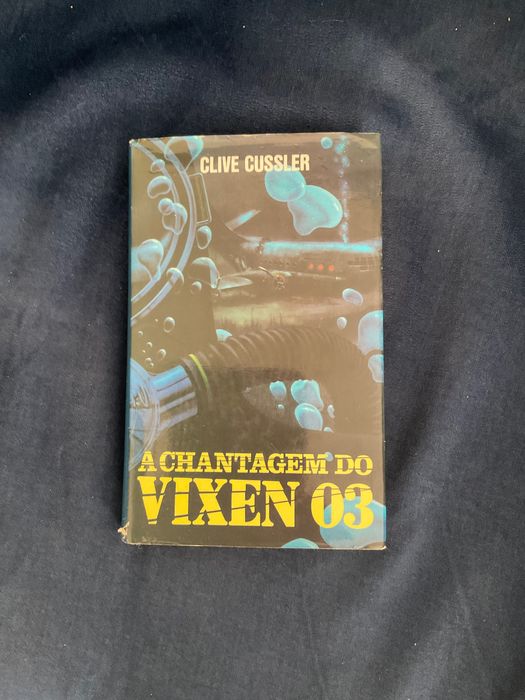 CLIVE CUSSLER
A CHANTAGEM DO
VIXEN 03